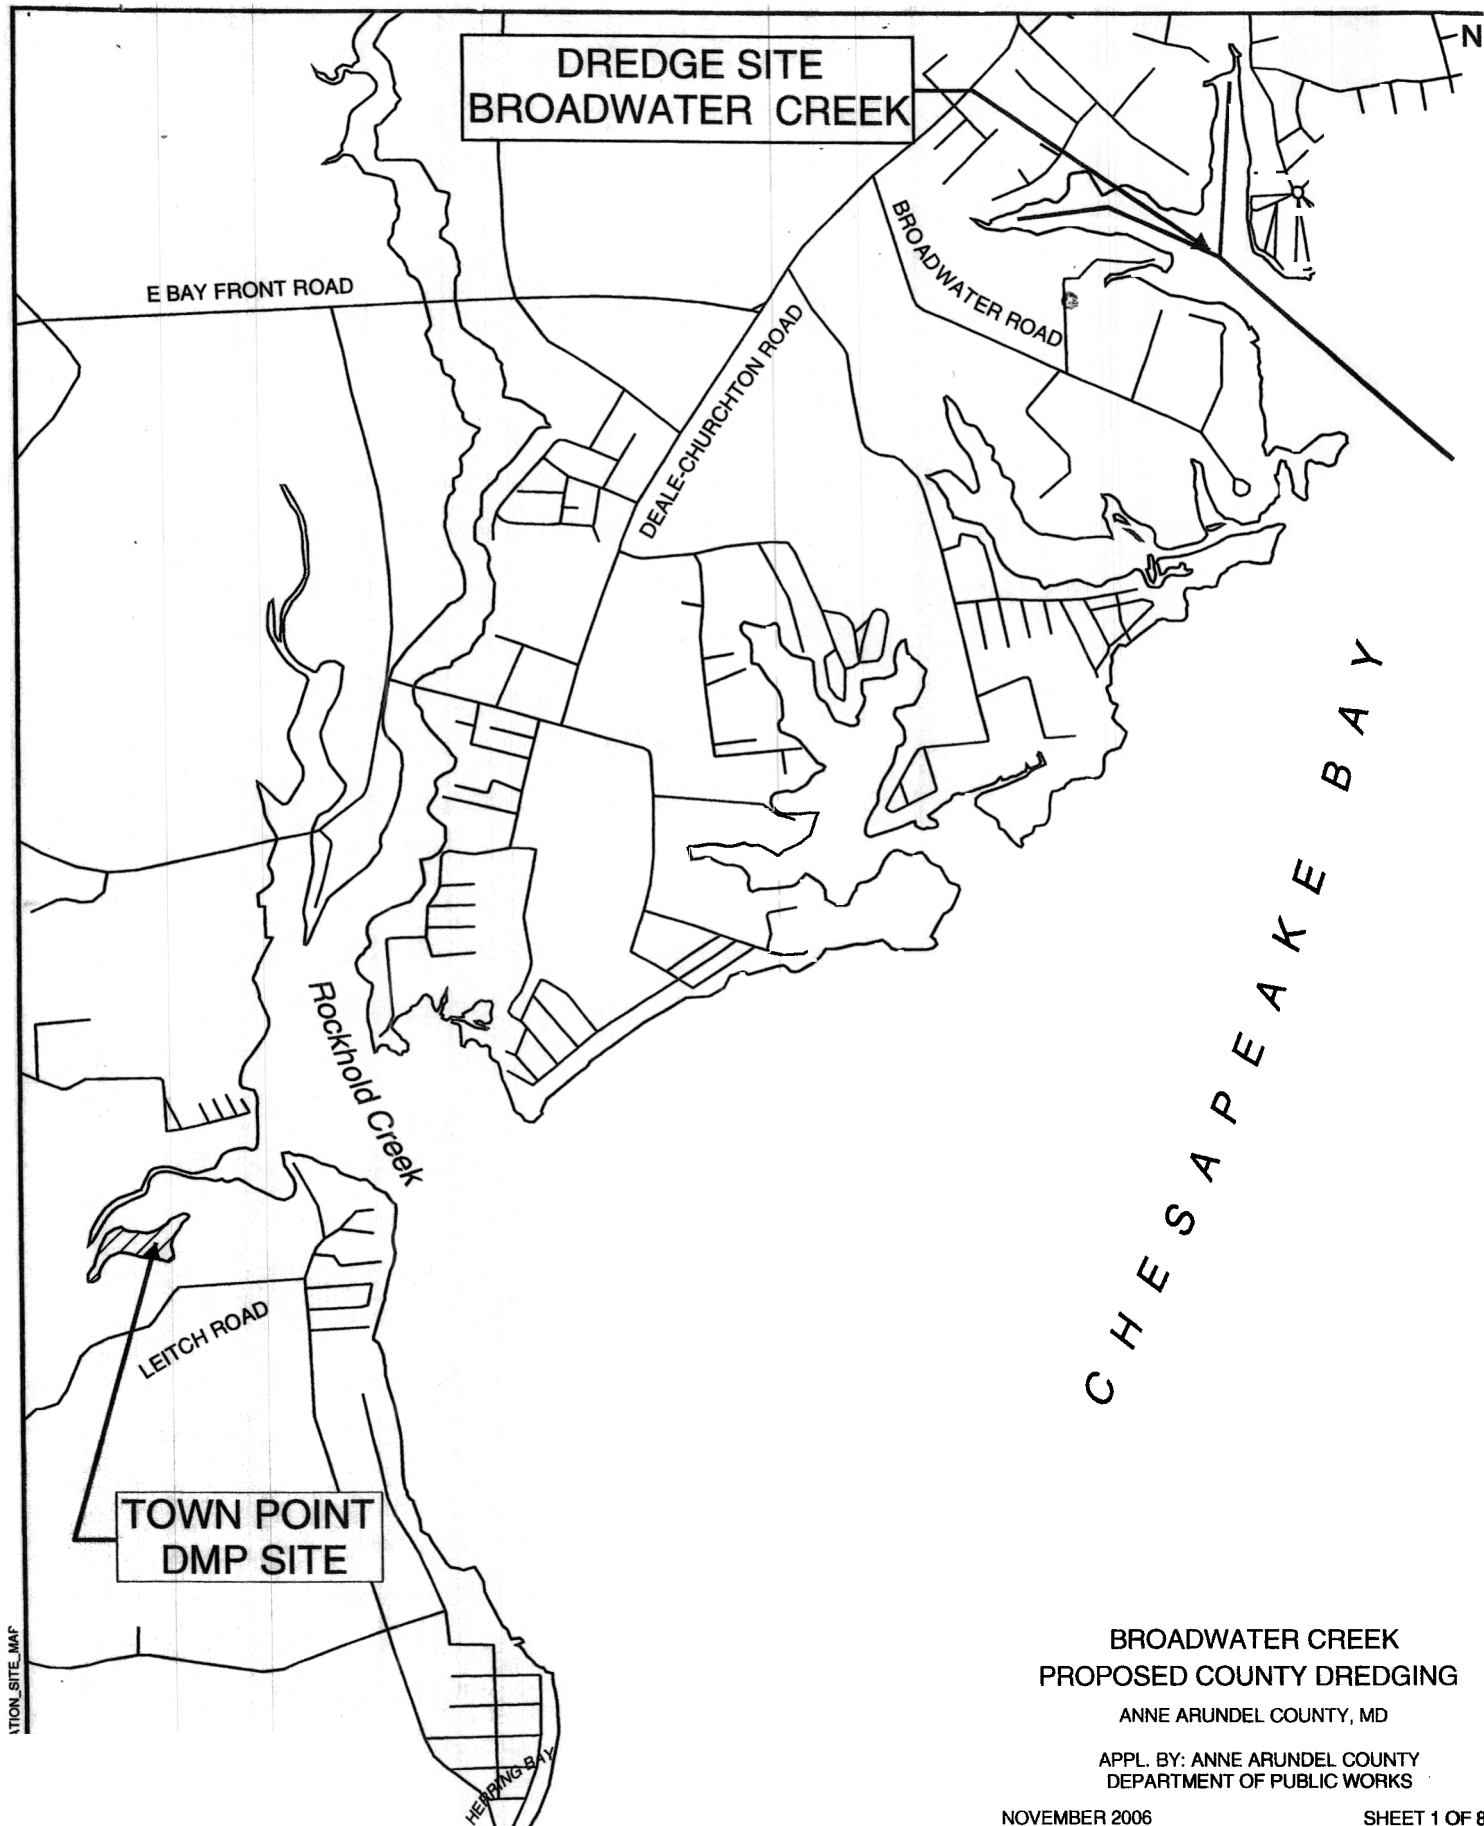 N
DREDGE SITE
BROADWATER CREEK
BROADWATER ROAD
E BAY FRONT ROAD
DEALE-CHURCHTON ROAD
CHESAPEAKE BAY
Rockhold Creek
LEITCH ROAD
TOWN POINT
DMP SITE
ATION_SITE_MAP
HERRING BAY
BROADWATER CREEK
PROPOSED COUNTY DREDGING
ANNE ARUNDEL COUNTY, MD
APPL. BY: ANNE ARUNDEL COUNTY
DEPARTMENT OF PUBLIC WORKS
NOVEMBER 2006
SHEET 1 OF 8